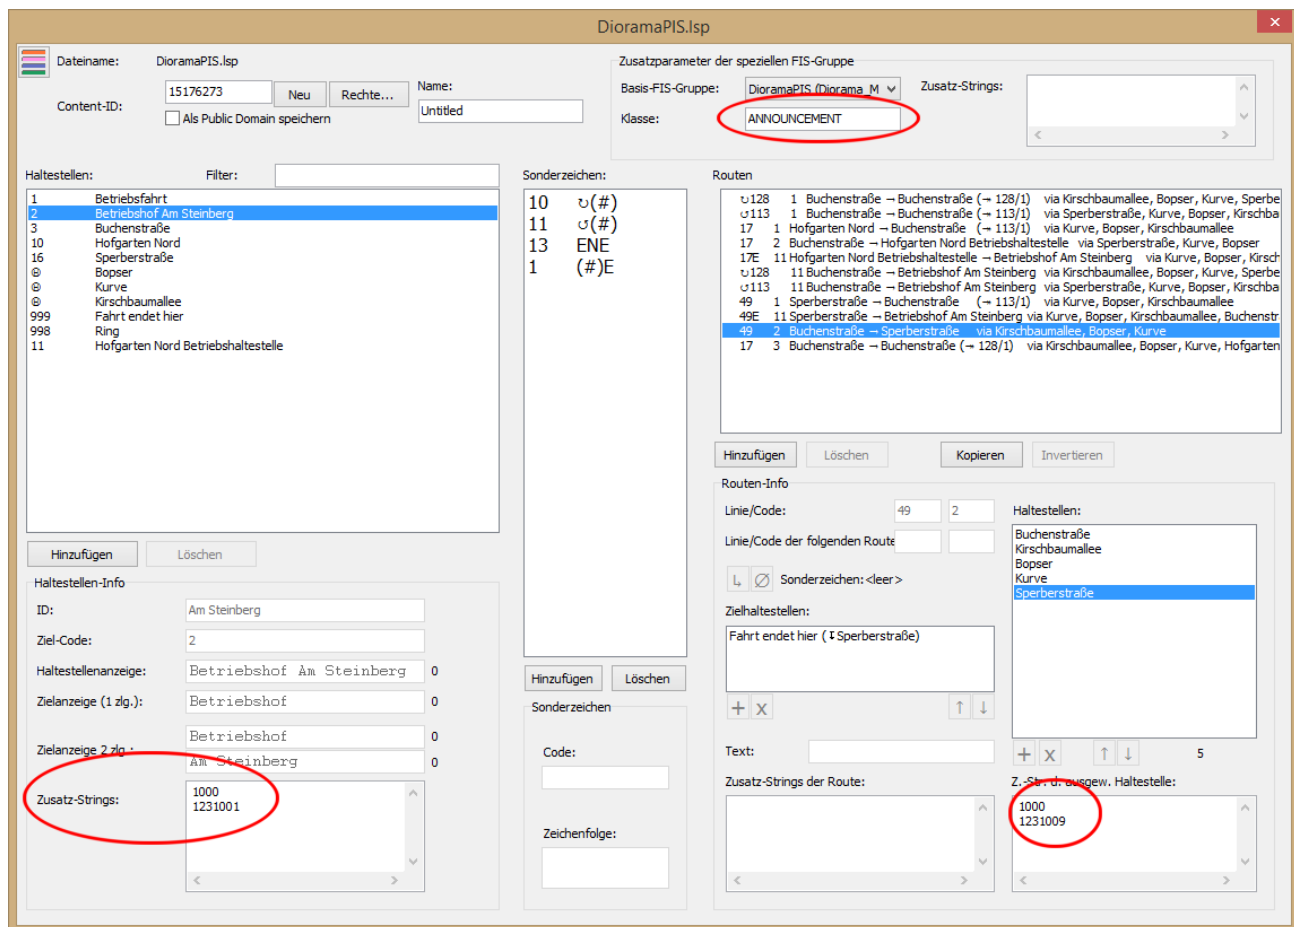 DioramaPIS.lsp
×
Dateiname: DioramaPIS.lsp
Content-ID: 15176273 Neu Rechte...
Als Public Domain speichern
Name:
Untitled
Zusatzparameter der speziellen FIS-Gruppe
Basis-FIS-Gruppe: DioramaPIS (Diorama_M
Klasse: ANNOUNCEMENT
Zusatz-Strings:
Haltestellen: Filter:
1 Betriebsfahrt
2 Betriebshof Am Steinberg
3 Buchenstraße
10 Hofgarten Nord
16 Sperberstraße
Bopser
Kurve
Kirschbaumallee
999 Fahrt endet hier
998 Ring
11 Hofgarten Nord Betriebshaltestelle
Hinzufügen Löschen
Haltestellen-Info
ID: Am Steinberg
Ziel-Code: 2
Haltestellenanzeige: Betriebshof Am Steinberg 0
Zielanzeige (1 zlg.): Betriebshof 0
Zielanzeige 2 zlg.: Betriebshof 0
Am Steinberg 0
Zusatz-Strings: 1000
1231001
Sonderzeichen:
10 ↻(#)
11 ↺(#)
13 ENE
1 (#)E
Hinzufügen Löschen
Sonderzeichen
Code:
Zeichenfolge:
Routen
↻128 1 Buchenstraße → Buchenstraße (→ 128/1) via Kirschbaumallee, Bopser, Kurve, Sperbe
↺113 1 Buchenstraße → Buchenstraße (→ 113/1) via Sperberstraße, Kurve, Bopser, Kirschba
17 1 Hofgarten Nord → Buchenstraße (→ 113/1) via Kurve, Bopser, Kirschbaumallee
17 2 Buchenstraße → Hofgarten Nord Betriebshaltestelle via Sperberstraße, Kurve, Bopser
17E 11 Hofgarten Nord Betriebshaltestelle → Betriebshof Am Steinberg via Kurve, Bopser, Kirsch
↻128 11 Buchenstraße → Betriebshof Am Steinberg via Kirschbaumallee, Bopser, Kurve, Sperbe
↺113 11 Buchenstraße → Betriebshof Am Steinberg via Sperberstraße, Kurve, Bopser, Kirschba
49 1 Sperberstraße → Buchenstraße (→ 113/1) via Kurve, Bopser, Kirschbaumallee
49E 11 Sperberstraße → Betriebshof Am Steinberg via Kurve, Bopser, Kirschbaumallee, Buchenstr
49 2 Buchenstraße → Sperberstraße via Kirschbaumallee, Bopser, Kurve
17 3 Buchenstraße → Buchenstraße (→ 128/1) via Kirschbaumallee, Bopser, Kurve, Hofgarten
Hinzufügen Löschen Kopieren Invertieren
Routen-Info
Linie/Code: 49 2
Linie/Code der folgenden Route
↳ Ø Sonderzeichen: <leer>
Zielhaltestellen:
Fahrt endet hier (↧Sperberstraße)
+ x ↑ ↓
Text:
Zusatz-Strings der Route:
Haltestellen:
Buchenstraße
Kirschbaumallee
Bopser
Kurve
Sperberstraße
+ x ↑ ↓ 5
Z.-Str. d. ausgew. Haltestelle:
1000
1231009